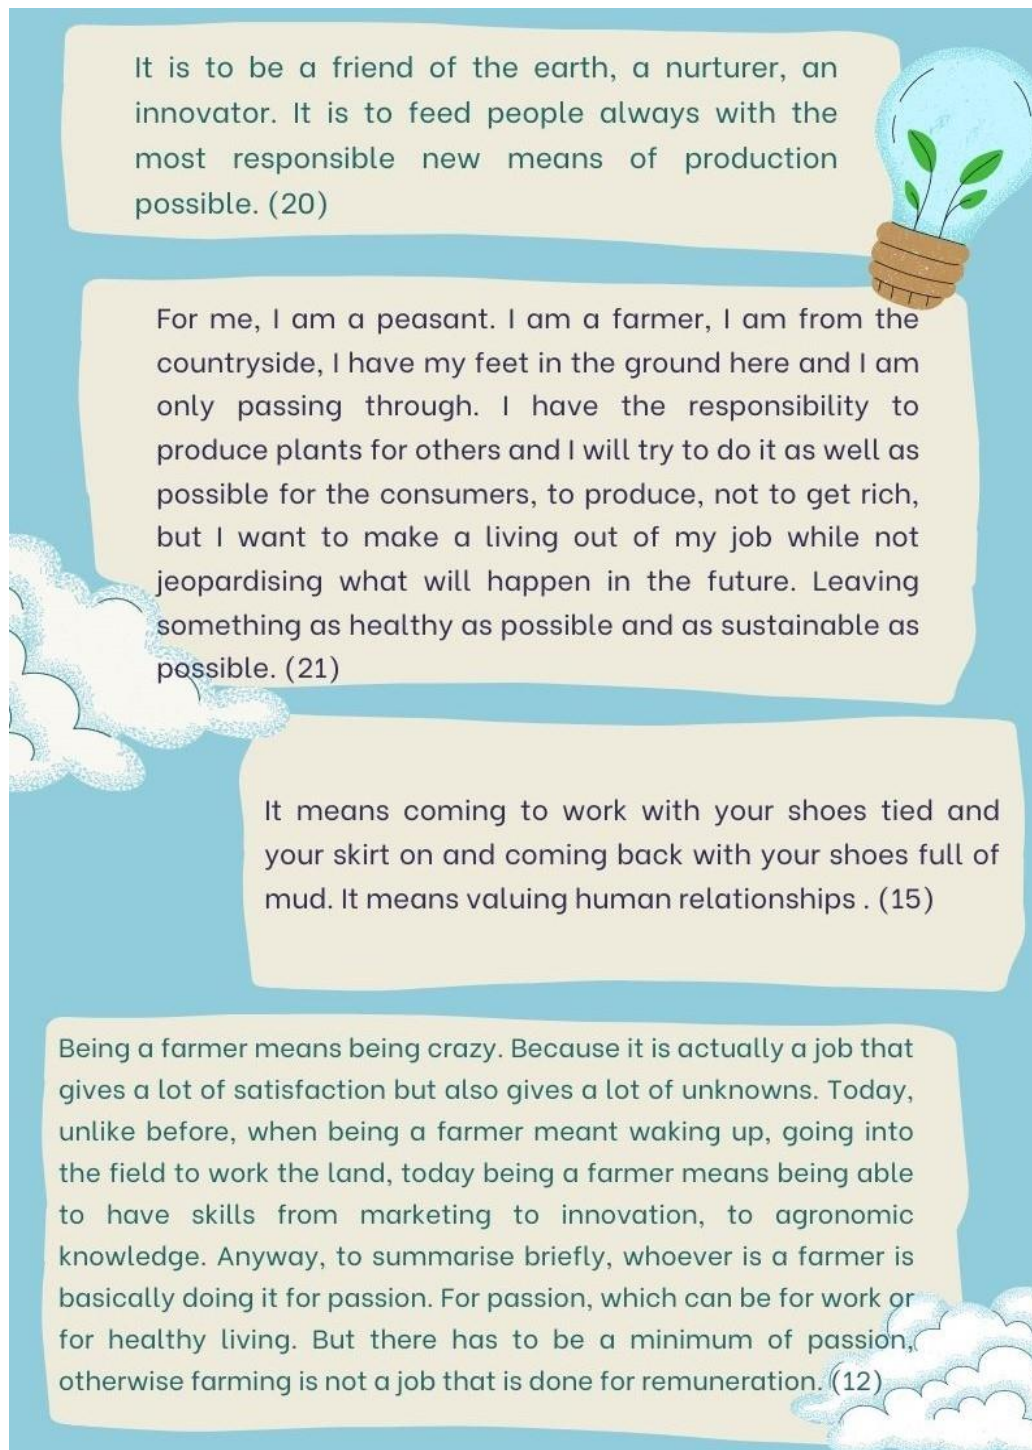 It is to be a friend of the earth, a nurturer, an
innovator. It is to feed people always with the
most responsible new means of production
possible. (20)
For me, I am a peasant. I am a farmer, I am from the
countryside, I have my feet in the ground here and I am
only passing through. I have the responsibility to
produce plants for others and I will try to do it as well as
possible for the consumers, to produce, not to get rich,
but I want to make a living out of my job while not
jeopardising what will happen in the future. Leaving
something as healthy as possible and as sustainable as
possible. (21)
It means coming to work with your shoes tied and
your skirt on and coming back with your shoes full of
mud. It means valuing human relationships . (15)
Being a farmer means being crazy. Because it is actually a job that
gives a lot of satisfaction but also gives a lot of unknowns. Today,
unlike before, when being a farmer meant waking up, going into
the field to work the land, today being a farmer means being able
to have skills from marketing to innovation, to agronomic
knowledge. Anyway, to summarise briefly, whoever is a farmer is
basically doing it for passion. For passion, which can be for work or
for healthy living. But there has to be a minimum of passion,
otherwise farming is not a job that is done for remuneration. (12)